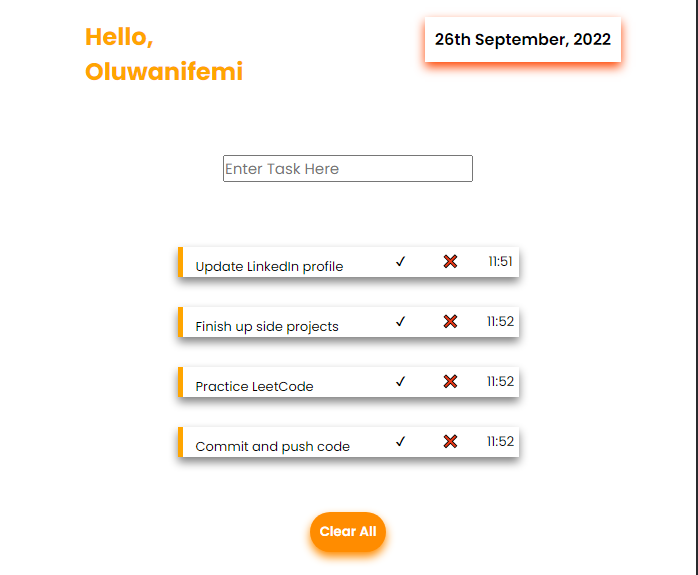 Hello,
Oluwanifemi
26th September, 2022
Enter Task Here
Update LinkedIn profile ✓ ❌ 11:51
Finish up side projects ✓ ❌ 11:52
Practice LeetCode ✓ ❌ 11:52
Commit and push code ✓ ❌ 11:52
Clear All